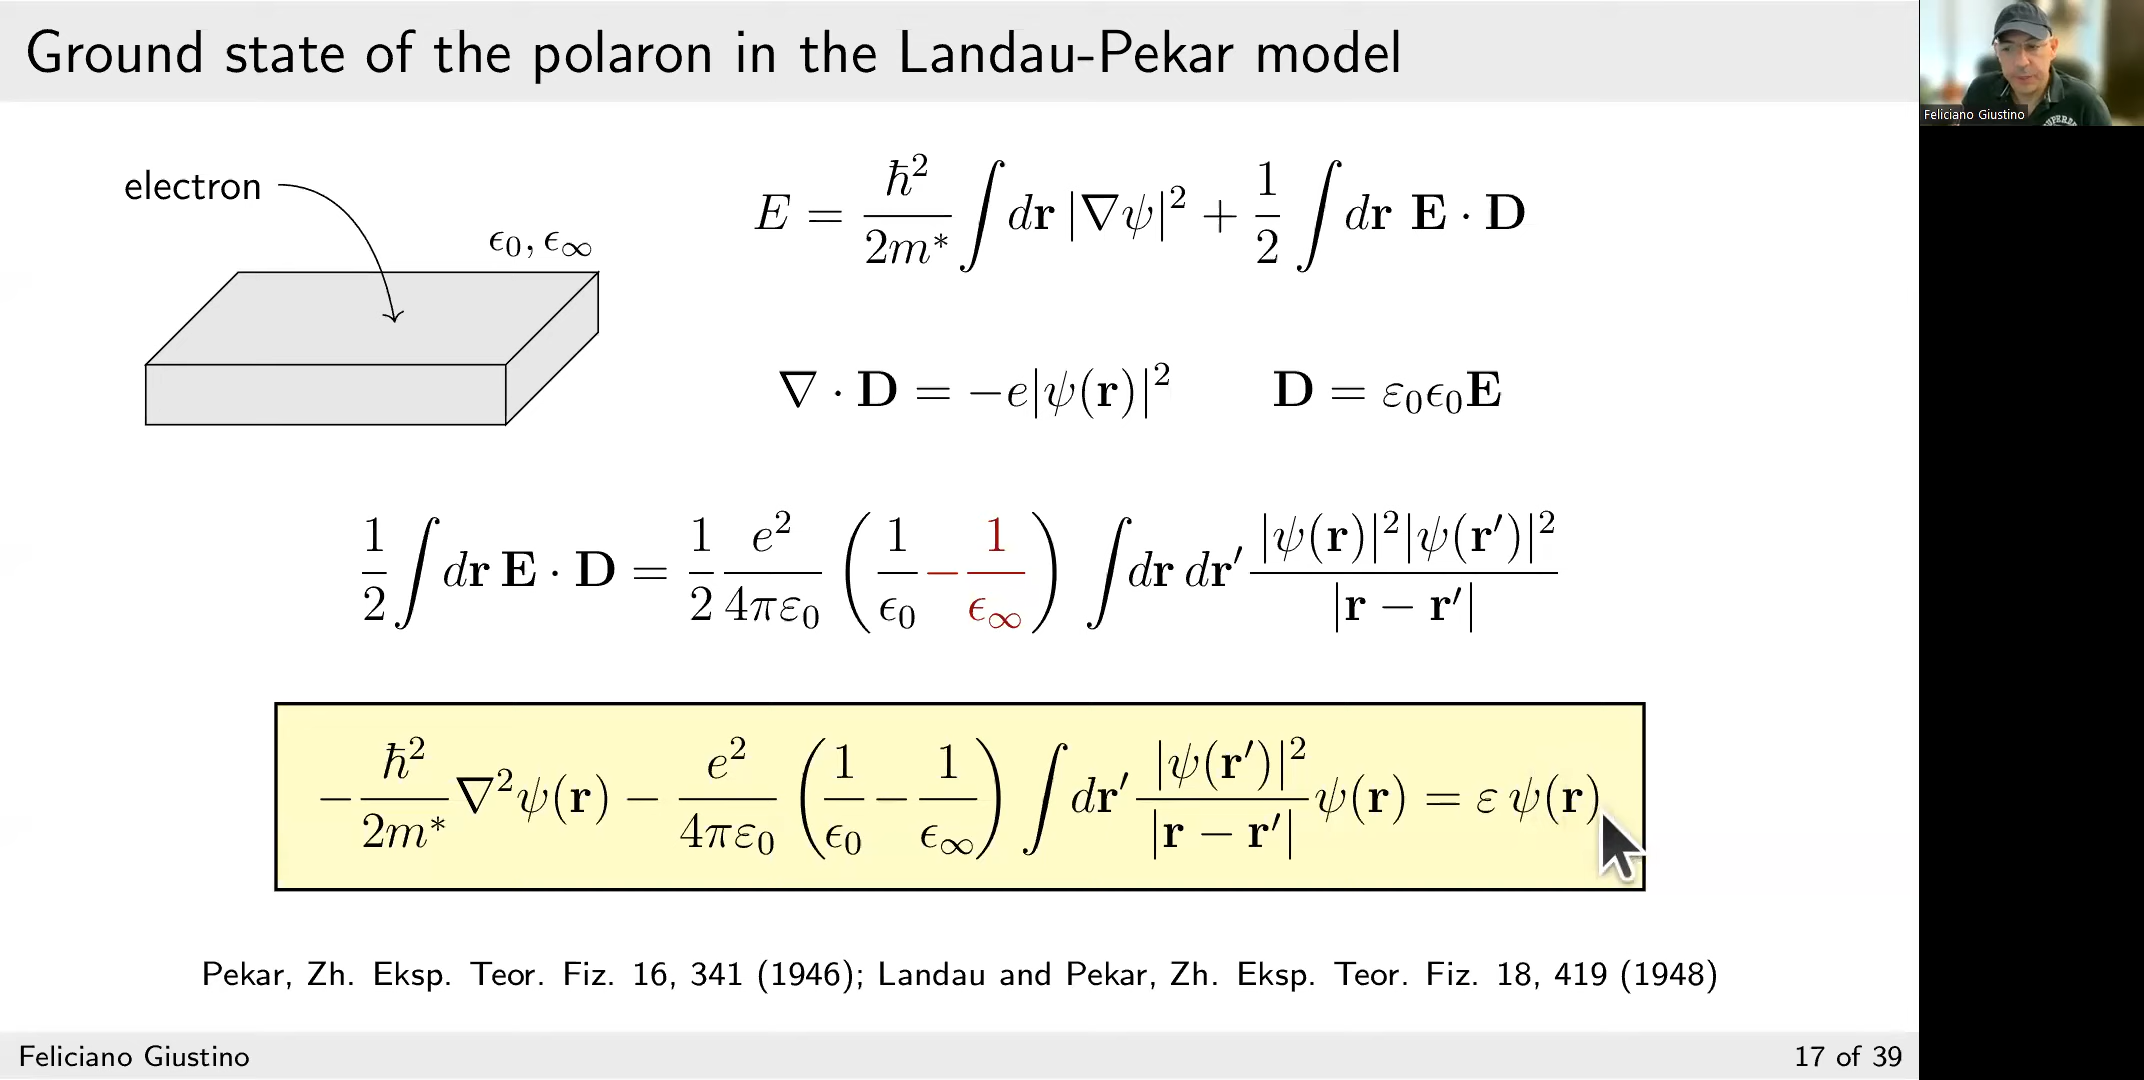 Ground state of the polaron in the Landau-Pekar model
Feliciano Giustino
electron
ϵ₀, ϵ∞
E = ħ²/2m* ∫dr |∇ψ|² + 1/2 ∫dr E · D
∇ · D = −e|ψ(r)|²    D = ε₀ϵ₀E
1/2 ∫dr E · D = 1/2 e²/4πε₀ (1/ϵ₀ − 1/ϵ∞) ∫dr dr′ |ψ(r)|²|ψ(r′)|²/|r − r′|
−ħ²/2m* ∇²ψ(r) − e²/4πε₀ (1/ϵ₀ − 1/ϵ∞) ∫dr′ |ψ(r′)|²/|r − r′| ψ(r) = ε ψ(r)
Pekar, Zh. Eksp. Teor. Fiz. 16, 341 (1946); Landau and Pekar, Zh. Eksp. Teor. Fiz. 18, 419 (1948)
Feliciano Giustino
17 of 39